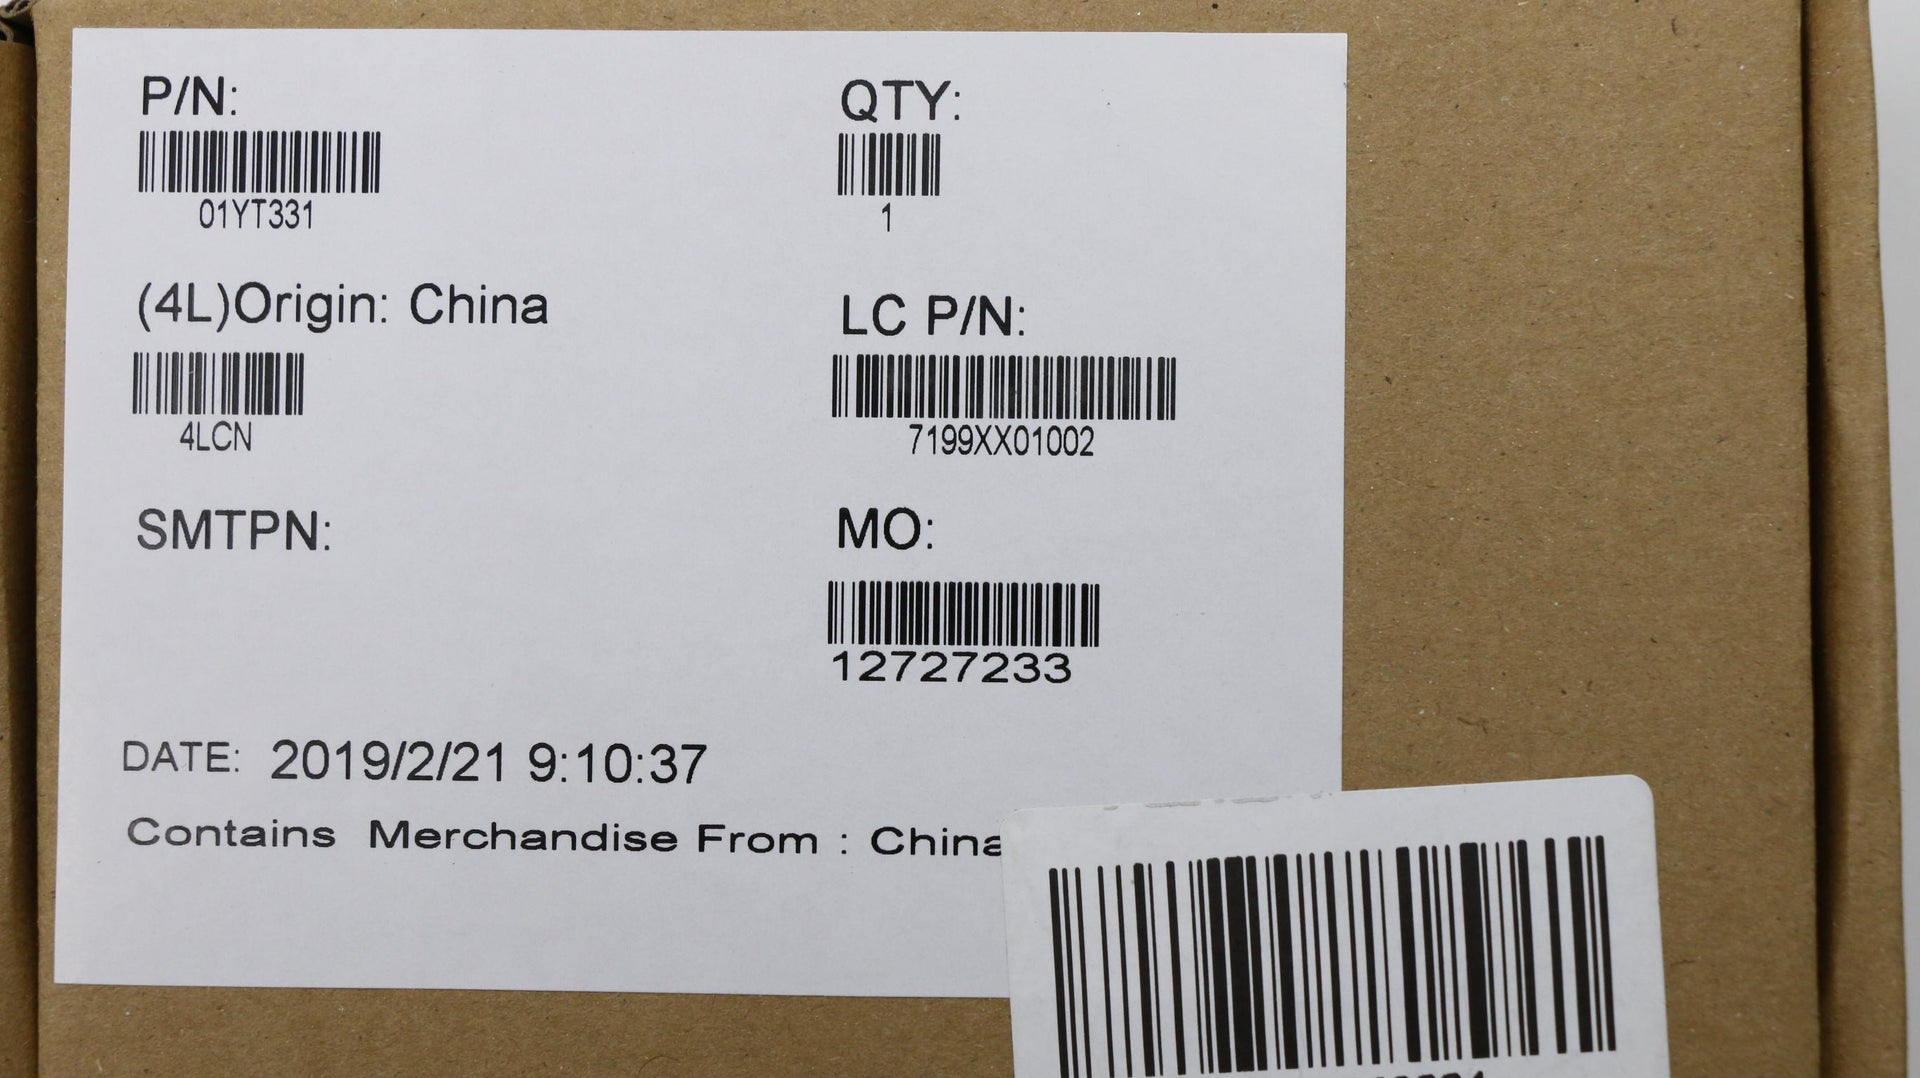 P/N:
01YT331
QTY:
1
(4L)Origin: China
4LCN
LC P/N:
7199XX01002
SMTPN:
MO:
12727233
DATE: 2019/2/21 9:10:37
Contains Merchandise From : China